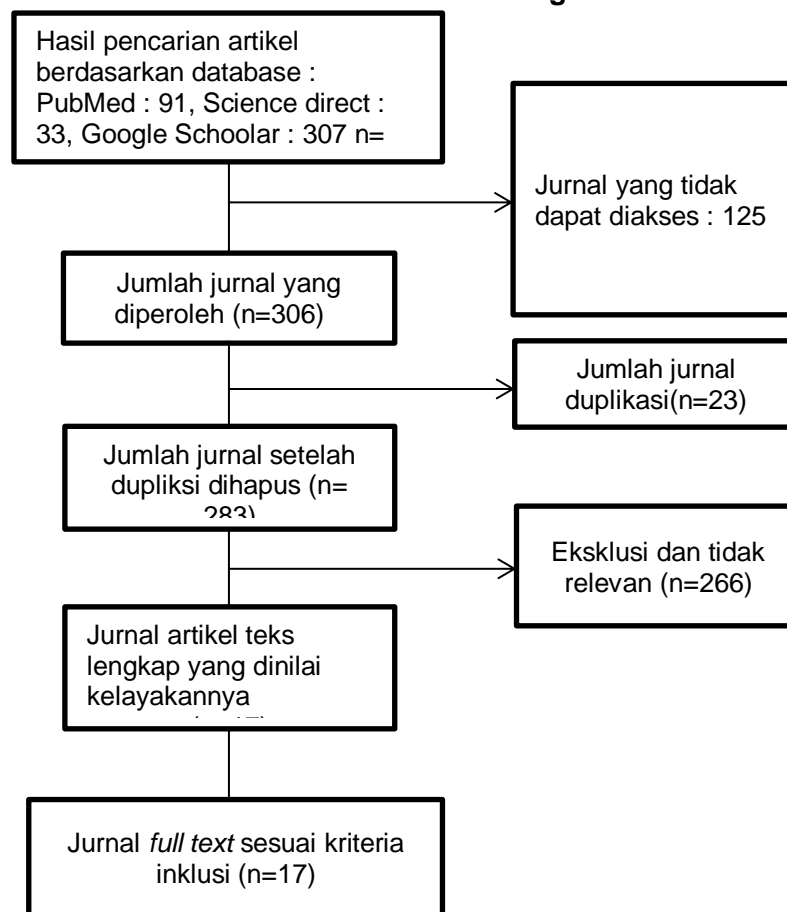 Hasil pencarian artikel
berdasarkan database :
PubMed : 91, Science direct :
33, Google Schoolar : 307 n=
Jurnal yang tidak
dapat diakses : 125
Jumlah jurnal yang
diperoleh (n=306)
Jumlah jurnal
duplikasi(n=23)
Jumlah jurnal setelah
dupliksi dihapus (n=
283)
Eksklusi dan tidak
relevan (n=266)
Jurnal artikel teks
lengkap yang dinilai
kelayakannya
Jurnal full text sesuai kriteria
inklusi (n=17)